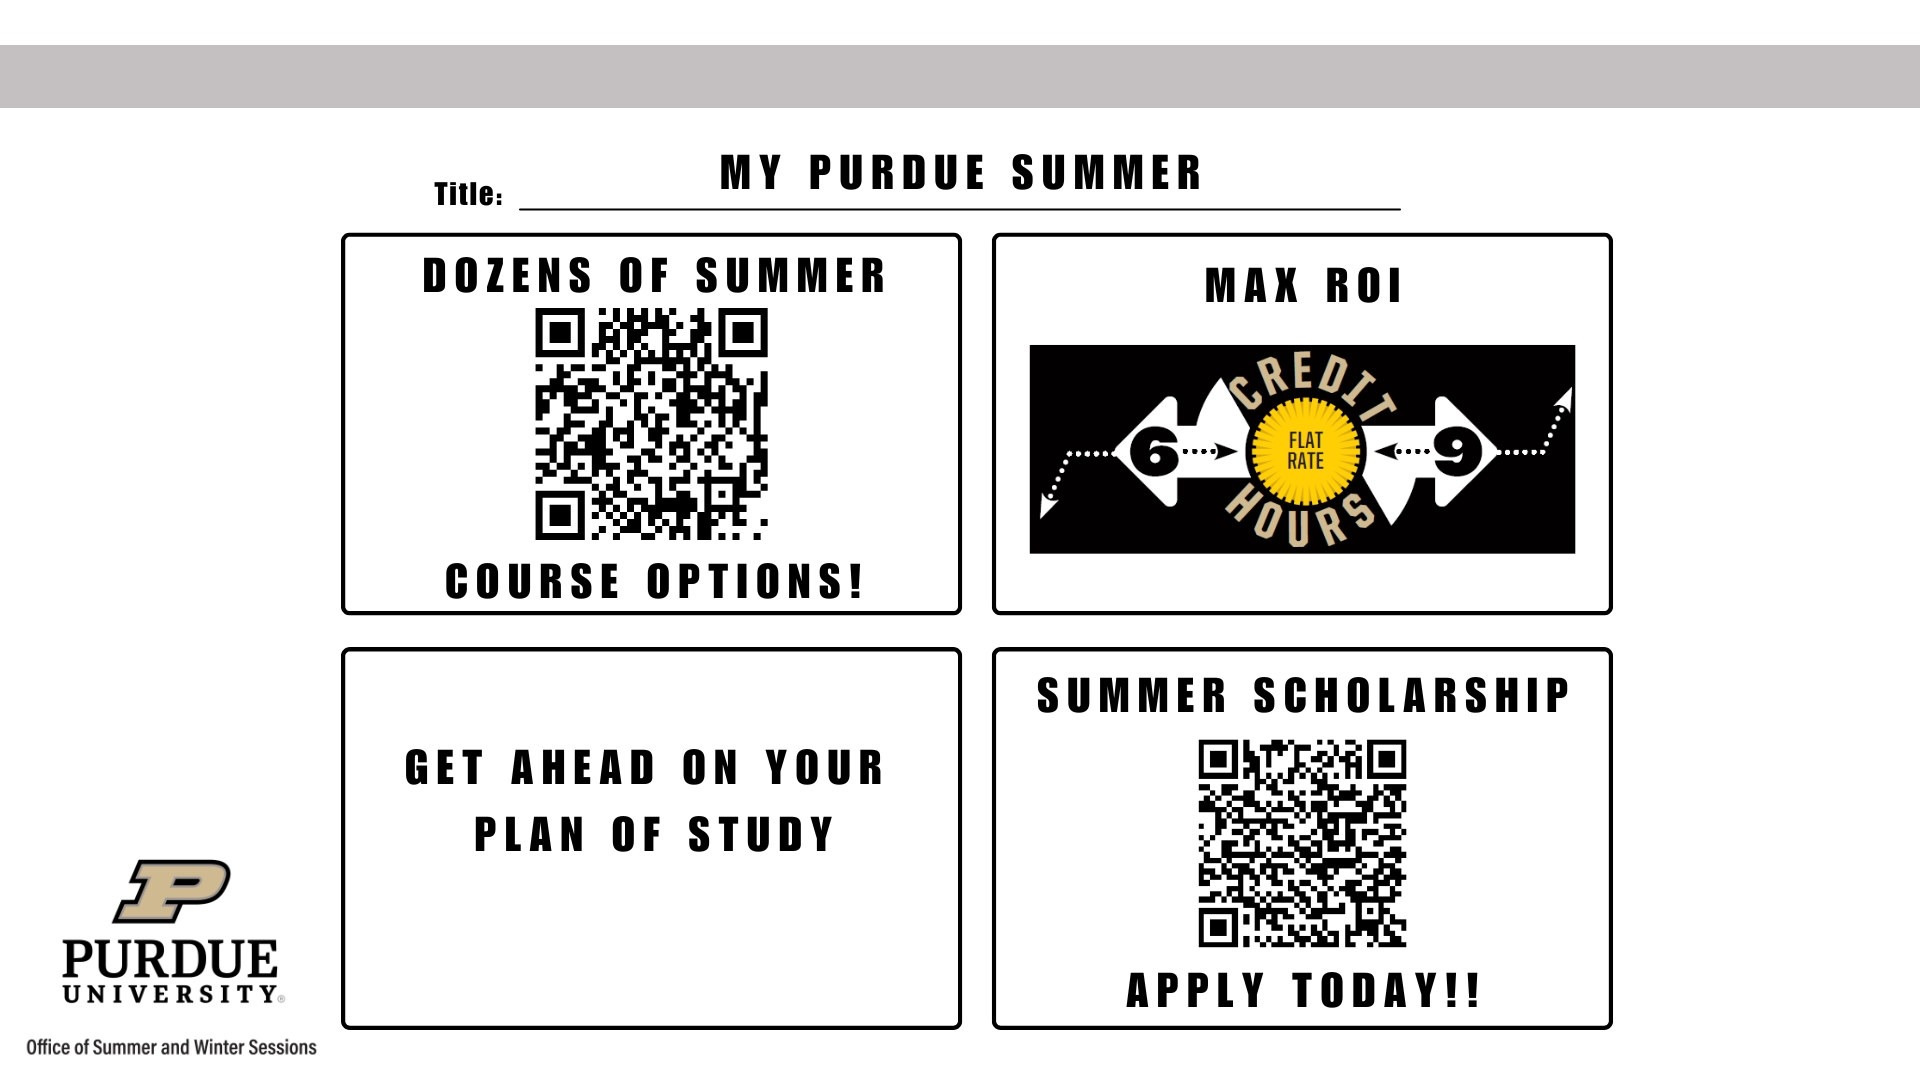 MY PURDUE SUMMER
Title:
DOZENS OF SUMMER
COURSE OPTIONS!
MAX ROI
CREDIT
6
FLAT
RATE
9
HOURS
GET AHEAD ON YOUR
PLAN OF STUDY
SUMMER SCHOLARSHIP
APPLY TODAY!!
P
PURDUE
UNIVERSITY®
Office of Summer and Winter Sessions